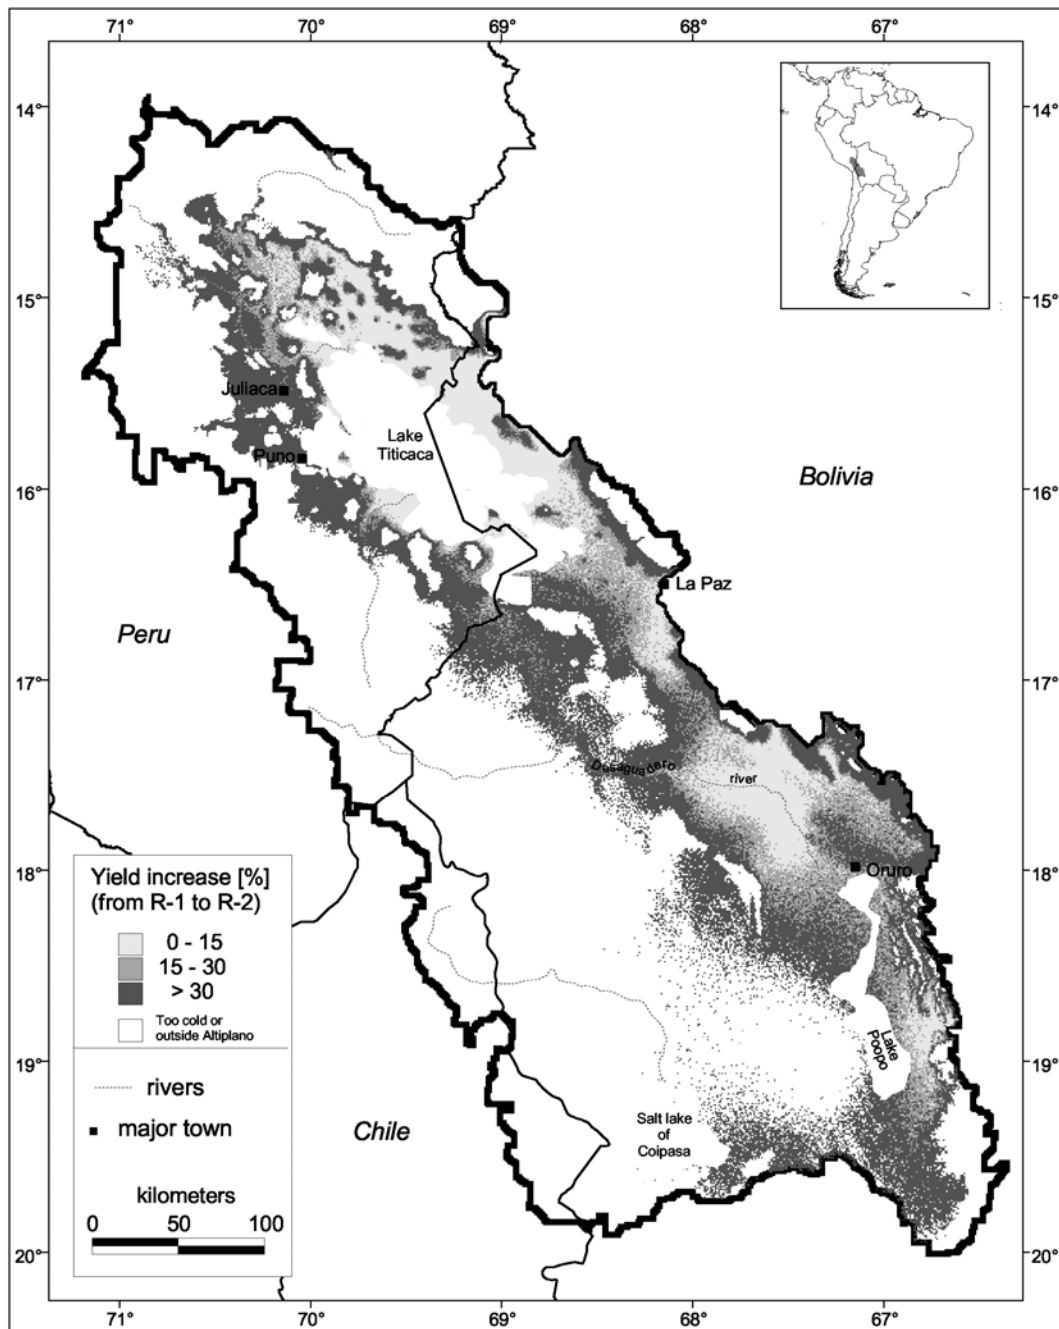 71° 70° 69° 68° 67°
14° 14°
15° 15°
Juliaca
Lake
Titicaca
Puno
Bolivia
16° 16°
La Paz
Peru
17° 17°
Desaguadero river
18° 18°
Oruro
Yield increase [%]
(from R-1 to R-2)
0 - 15
15 - 30
> 30
Too cold or
outside Altiplano
rivers
major town
kilometers
0 50 100
Lake
Poopo
19° 19°
Salt lake
of
Coipasa
Chile
20° 20°
71° 70° 69° 68° 67°